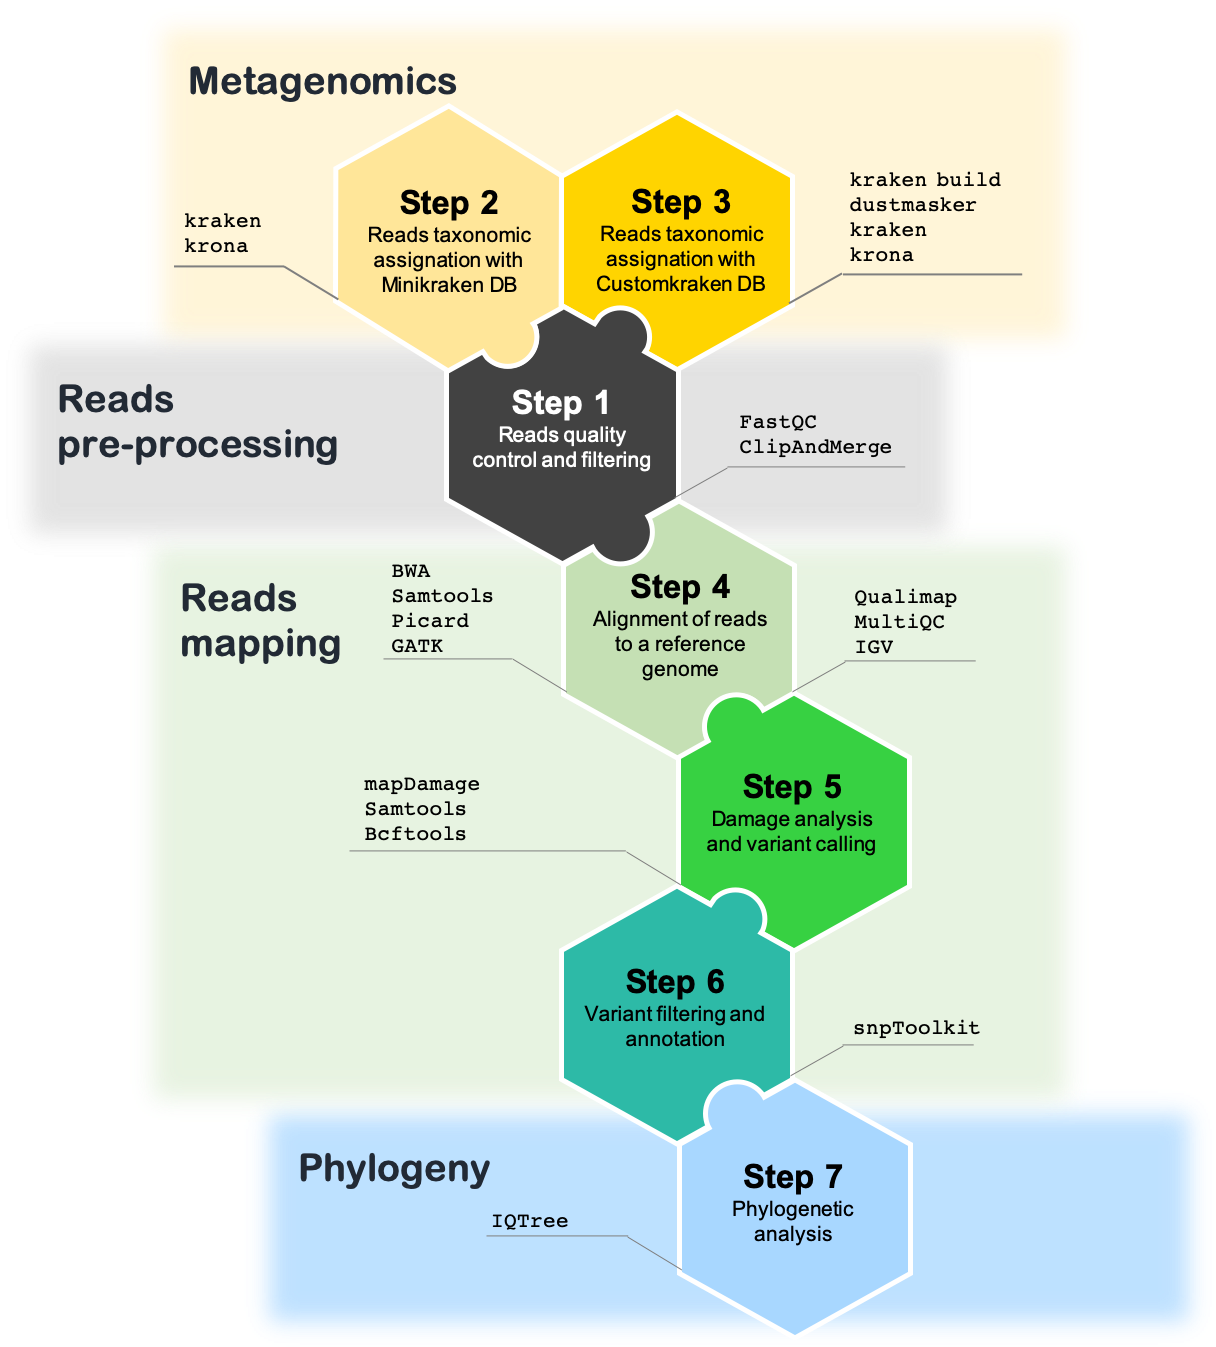 Metagenomics
Step 2
Reads taxonomic
assignation with
Minikraken DB
kraken
krona
Step 3
Reads taxonomic
assignation with
Customkraken DB
kraken build
dustmasker
kraken
krona
Reads
pre-processing
Step 1
Reads quality
control and filtering
FastQC
ClipAndMerge
Reads
mapping
BWA
Samtools
Picard
GATK
Step 4
Alignment of reads
to a reference
genome
Qualimap
MultiQC
IGV
mapDamage
Samtools
Bcftools
Step 5
Damage analysis
and variant calling
Step 6
Variant filtering and
annotation
snpToolkit
Phylogeny
IQTree
Step 7
Phylogenetic
analysis